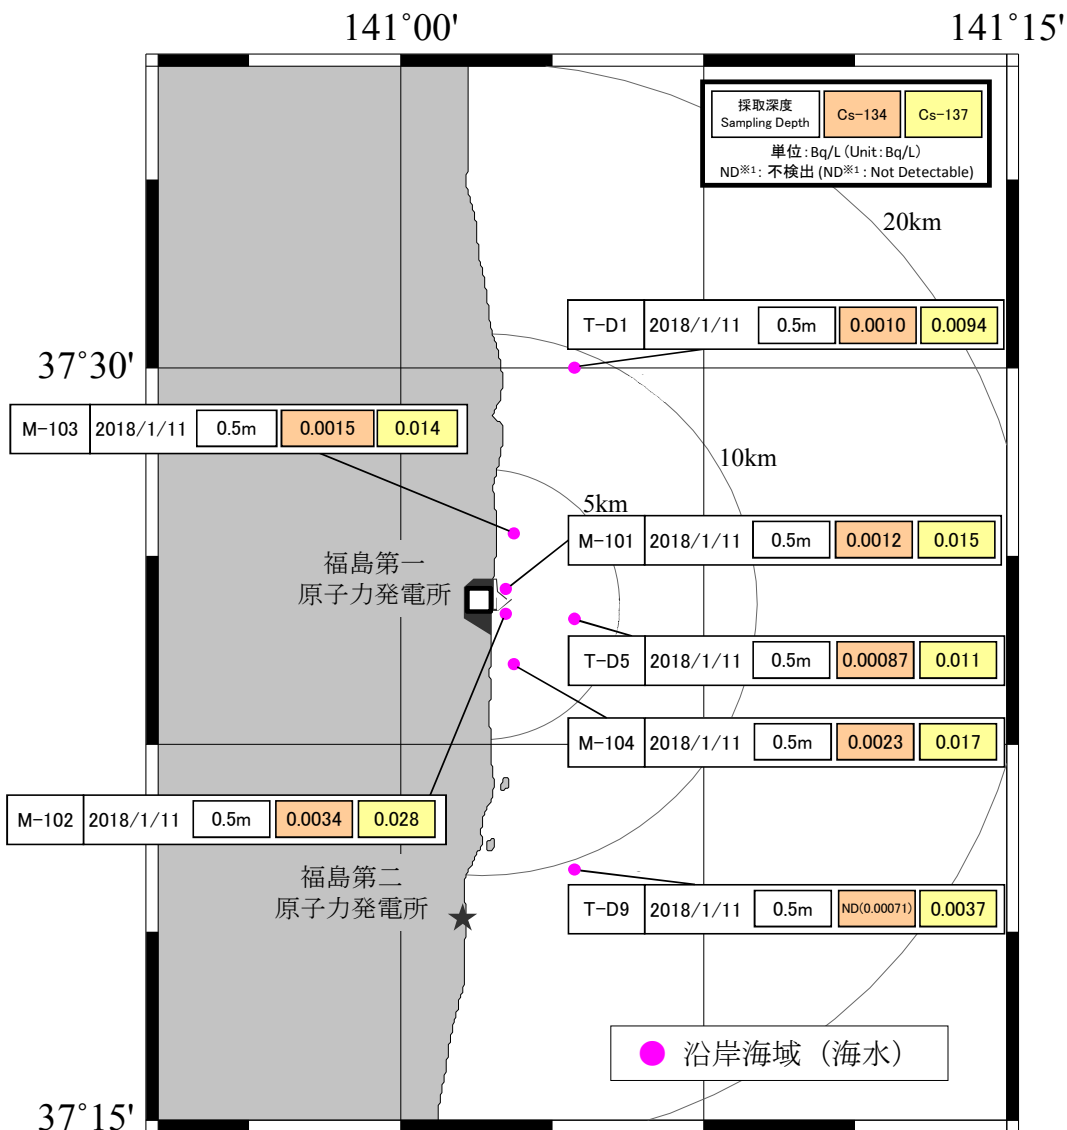 141°00'
141°15'
採取深度
Sampling Depth
Cs-134
Cs-137
単位：Bq/L（Unit：Bq/L）
ND※1：不検出 (ND※1：Not Detectable)
20km
T-D1 2018/1/11 0.5m 0.0010 0.0094
37°30'
M-103 2018/1/11 0.5m 0.0015 0.014
10km
5km
M-101 2018/1/11 0.5m 0.0012 0.015
福島第一
原子力発電所
T-D5 2018/1/11 0.5m 0.00087 0.011
M-104 2018/1/11 0.5m 0.0023 0.017
M-102 2018/1/11 0.5m 0.0034 0.028
福島第二
原子力発電所
T-D9 2018/1/11 0.5m ND(0.00071) 0.0037
沿岸海域（海水）
37°15'